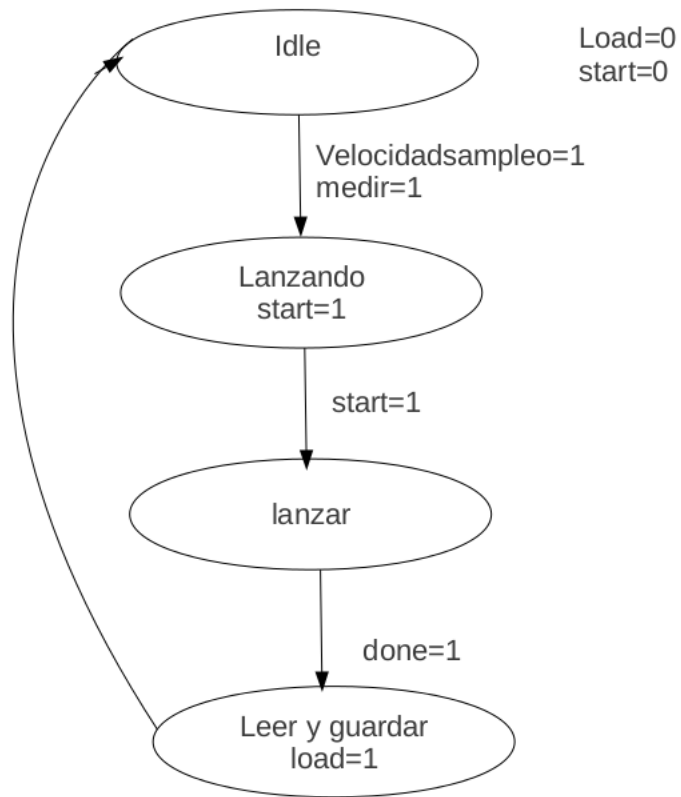 Idle
Load=0
start=0
Velocidadsampleo=1
medir=1
Lanzando
start=1
start=1
lanzar
done=1
Leer y guardar
load=1